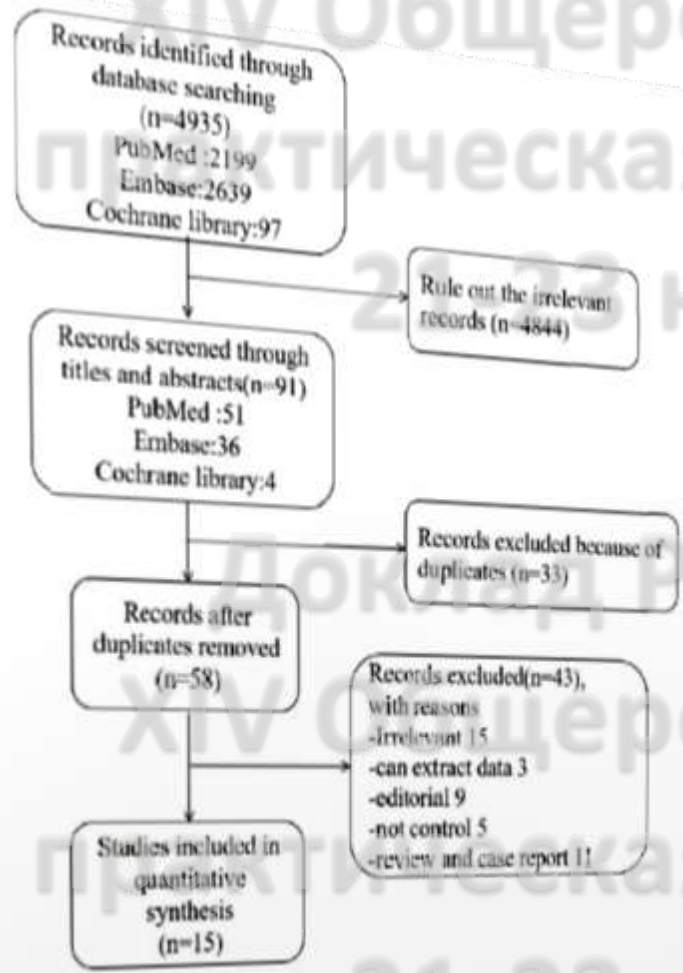 XIV Общеро
Records identified through
database searching
(n=4935)
PubMed :2199
Embase:2639
Cochrane library:97
практическая
21-23 н
Rule out the irrelevant
records (n=4844)
Records screened through
titles and abstracts(n=91)
PubMed :51
Embase:36
Cochrane library:4
Records excluded because of
duplicates (n=33)
Доклад Р
Records after
duplicates removed
(n=58)
Records excluded(n=43),
with reasons
-Irrelevant 15
-can extract data 3
-editorial 9
-not control 5
-review and case report 11
XIV Общеро
Studies included in
quantitative
synthesis
(n=15)
практическая